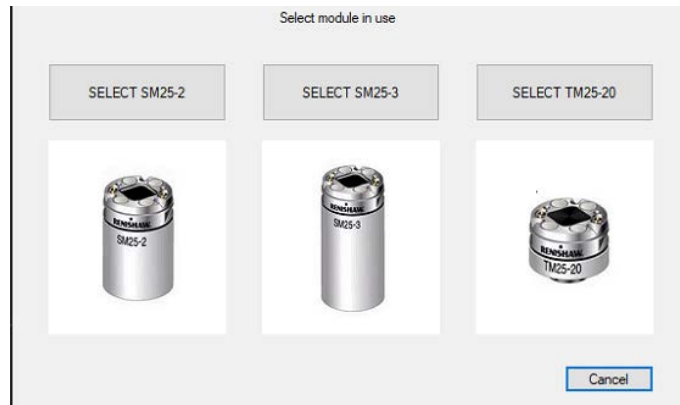 Select module in use
SELECT SM25-2
SELECT SM25-3
SELECT TM25-20
RENISHAW.
SM25-2
RENISHAW.
SM25-3
RENISHAW.
TM25-20
Cancel